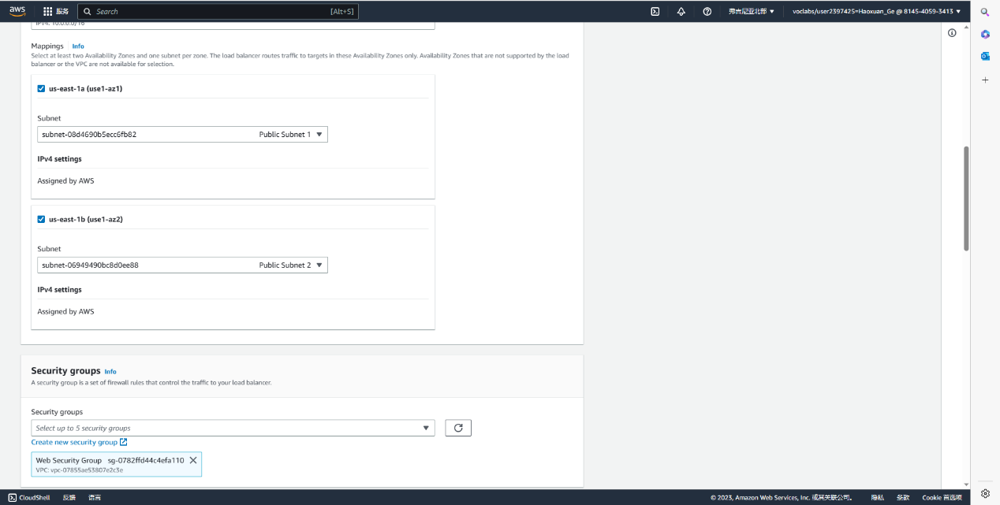 aws
服务
Search
[Alt+S]
弗吉尼亚北部
voclabs/user2397425=Haoxuan_Ge @ 8145-4059-3413
IPv4: 10.0.0.0/16
Mappings Info
Select at least two Availability Zones and one subnet per zone. The load balancer routes traffic to targets in these Availability Zones only. Availability Zones that are not supported by the load
balancer or the VPC are not available for selection.
us-east-1a (use1-az1)
Subnet
subnet-08d4690b5ecc6fb82 Public Subnet 1
IPv4 settings
Assigned by AWS
us-east-1b (use1-az2)
Subnet
subnet-06949490bc8d0ee88 Public Subnet 2
IPv4 settings
Assigned by AWS
Security groups Info
A security group is a set of firewall rules that control the traffic to your load balancer.
Security groups
Select up to 5 security groups
Create new security group
Web Security Group sg-0782ffd44c4efa110
VPC: vpc-07855ae53807e2c3e
CloudShell 反馈 语言
© 2023, Amazon Web Services, Inc. 或其关联公司。 隐私 条款 Cookie 首选项